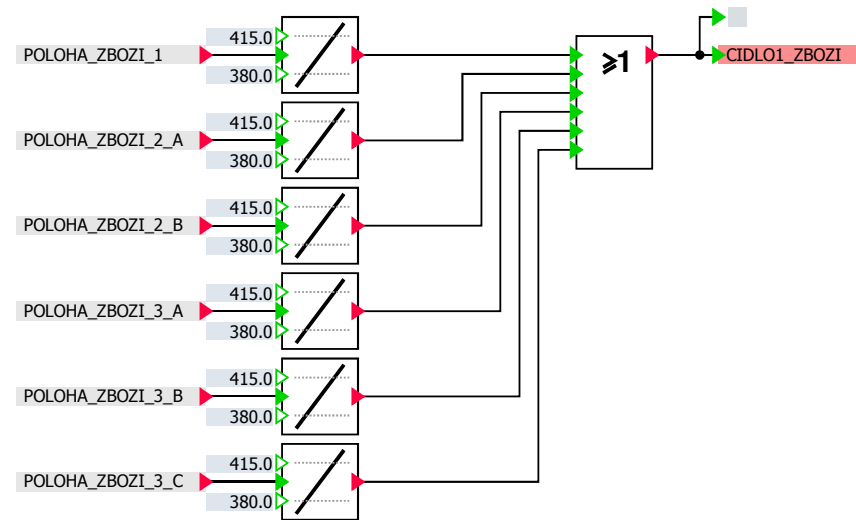 415.0
POLOHA_ZBOZI_1
380.0
≥1
CIDLO1_ZBOZI
415.0
POLOHA_ZBOZI_2_A
380.0
415.0
POLOHA_ZBOZI_2_B
380.0
415.0
POLOHA_ZBOZI_3_A
380.0
415.0
POLOHA_ZBOZI_3_B
380.0
415.0
POLOHA_ZBOZI_3_C
380.0